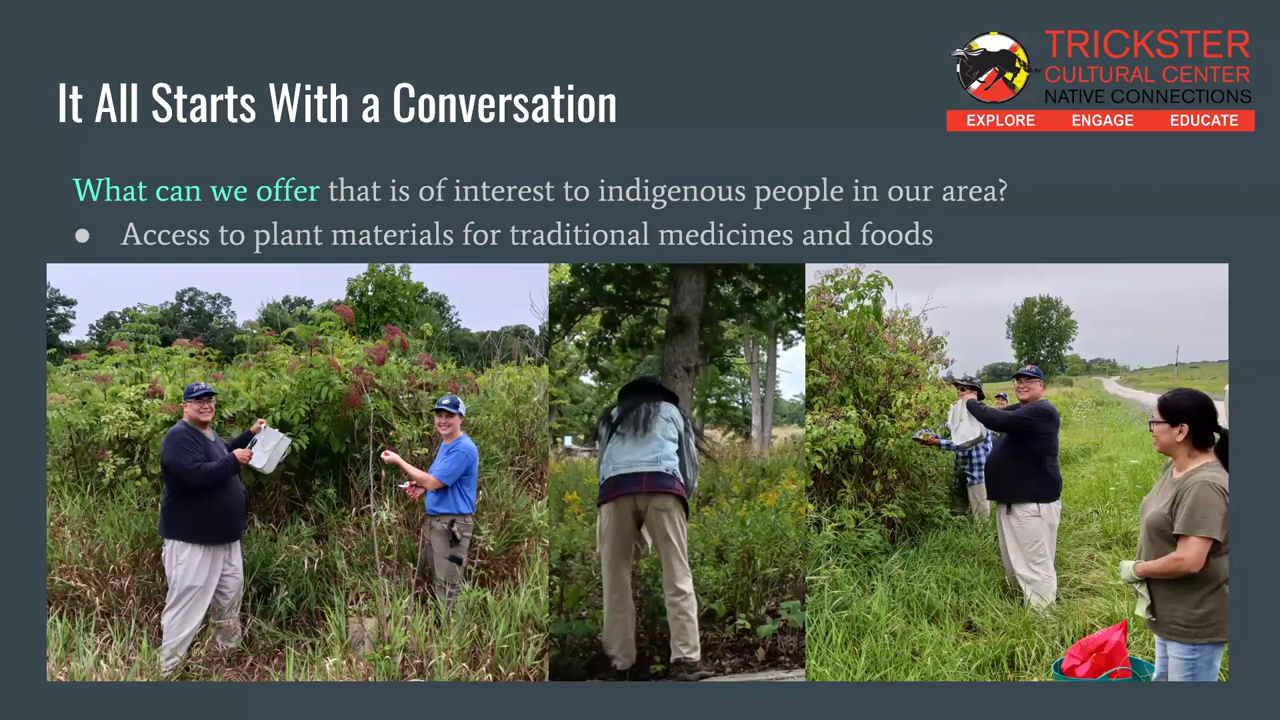 It All Starts With a Conversation
TRICKSTER
CULTURAL CENTER
NATIVE CONNECTIONS
EXPLORE ENGAGE EDUCATE
What can we offer that is of interest to indigenous people in our area?
● Access to plant materials for traditional medicines and foods